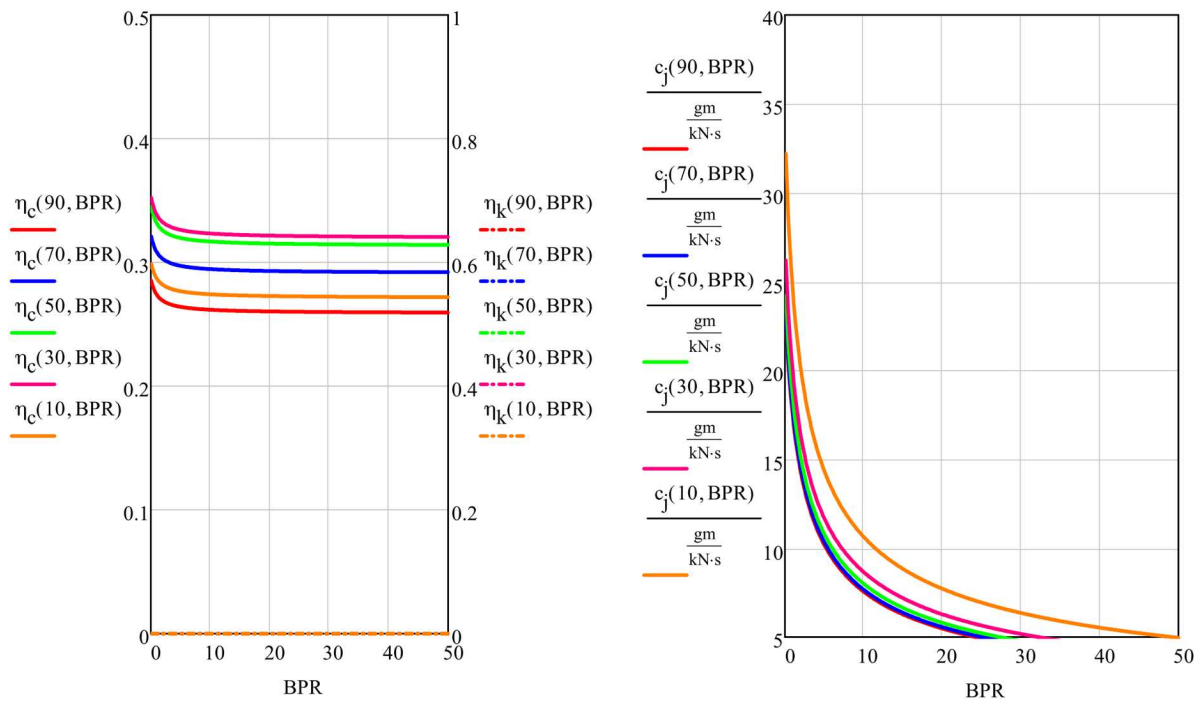 0.5
0.4
0.3
0.2
0.1
0
1
0.8
0.6
0.4
0.2
0
η_c(90,BPR)
η_c(70,BPR)
η_c(50,BPR)
η_c(30,BPR)
η_c(10,BPR)
η_k(90,BPR)
η_k(70,BPR)
η_k(50,BPR)
η_k(30,BPR)
η_k(10,BPR)
0 10 20 30 40 50
BPR
c_j(90,BPR)
gm
kN·s
c_j(70,BPR)
gm
kN·s
c_j(50,BPR)
gm
kN·s
c_j(30,BPR)
gm
kN·s
c_j(10,BPR)
gm
kN·s
40
35
30
25
20
15
10
5
0 10 20 30 40 50
BPR